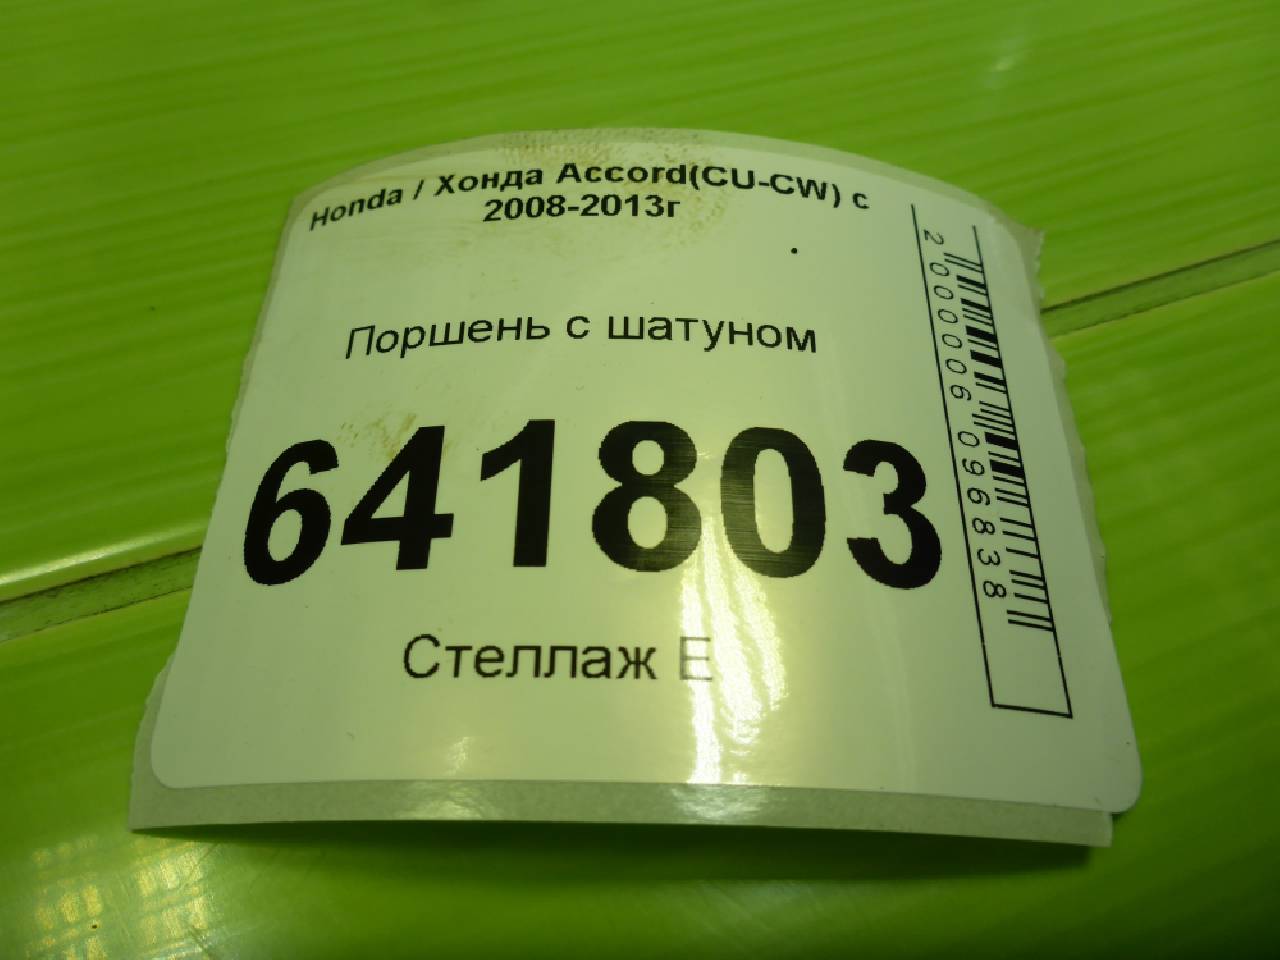 Honda / Хонда Accord(CU-CW) с
2008-2013г
Поршень с шатуном
641803
Стеллаж E
2000006096838